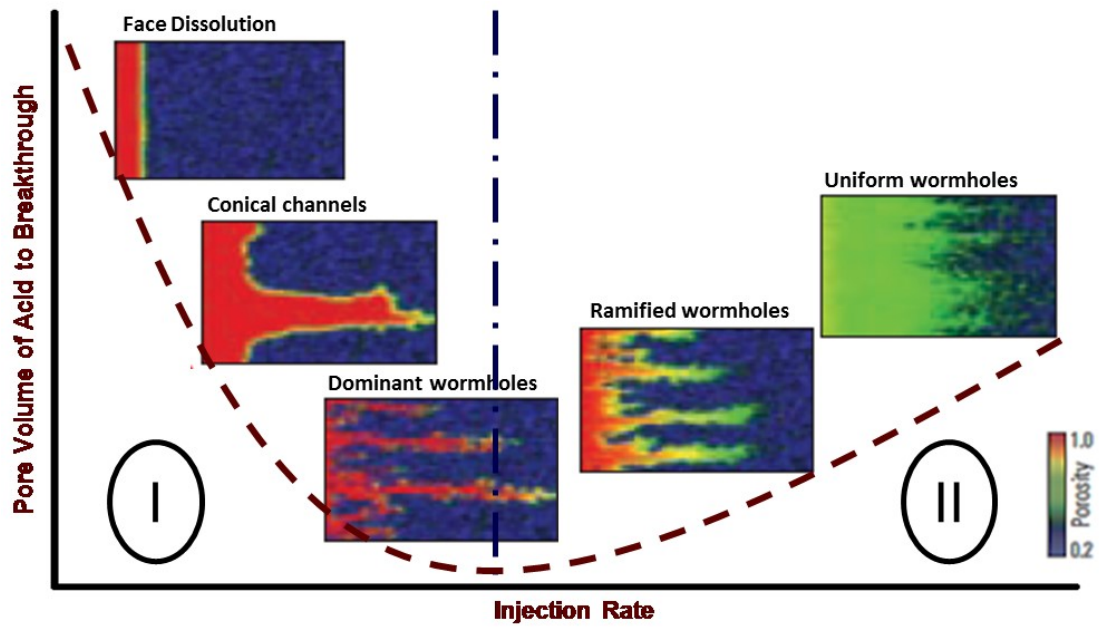 Face Dissolution
Pore Volume of Acid to Breakthrough
Conical channels
Uniform wormholes
Ramified wormholes
Dominant wormholes
I
II
1.0
Porosity
0.2
Injection Rate